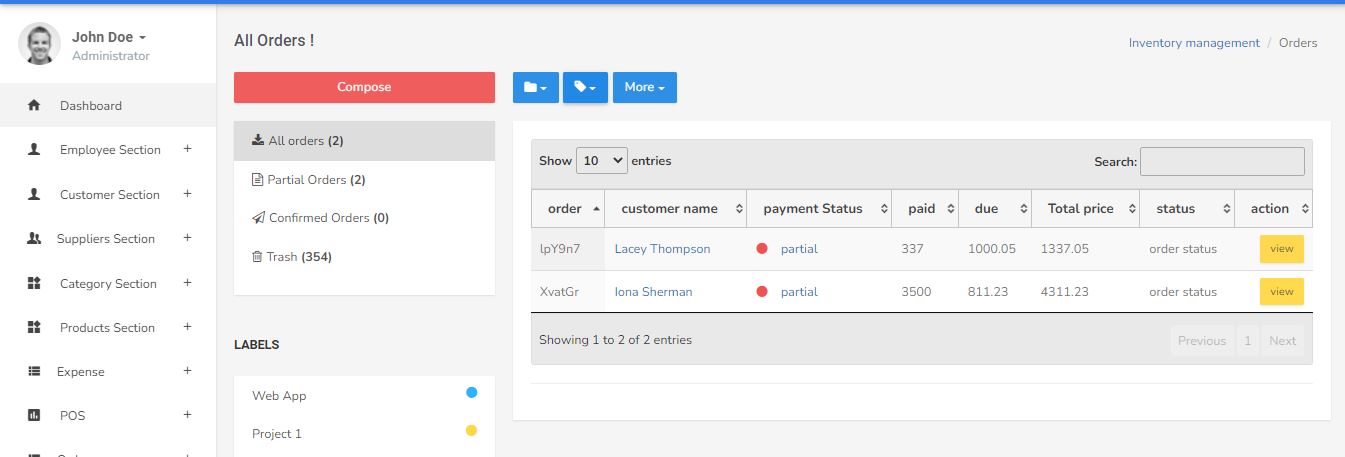 John Doe
Administrator
Dashboard
Employee Section +
Customer Section +
Suppliers Section +
Category Section +
Products Section +
Expense +
POS +
All Orders !
Inventory management / Orders
Compose
More
All orders (2)
Partial Orders (2)
Confirmed Orders (0)
Trash (354)
LABELS
Web App
Project 1
Show 10 entries
Search:
order customer name payment Status paid due Total price status action
lpY9n7 Lacey Thompson partial 337 1000.05 1337.05 order status view
XvatGr Iona Sherman partial 3500 811.23 4311.23 order status view
Showing 1 to 2 of 2 entries
Previous 1 Next